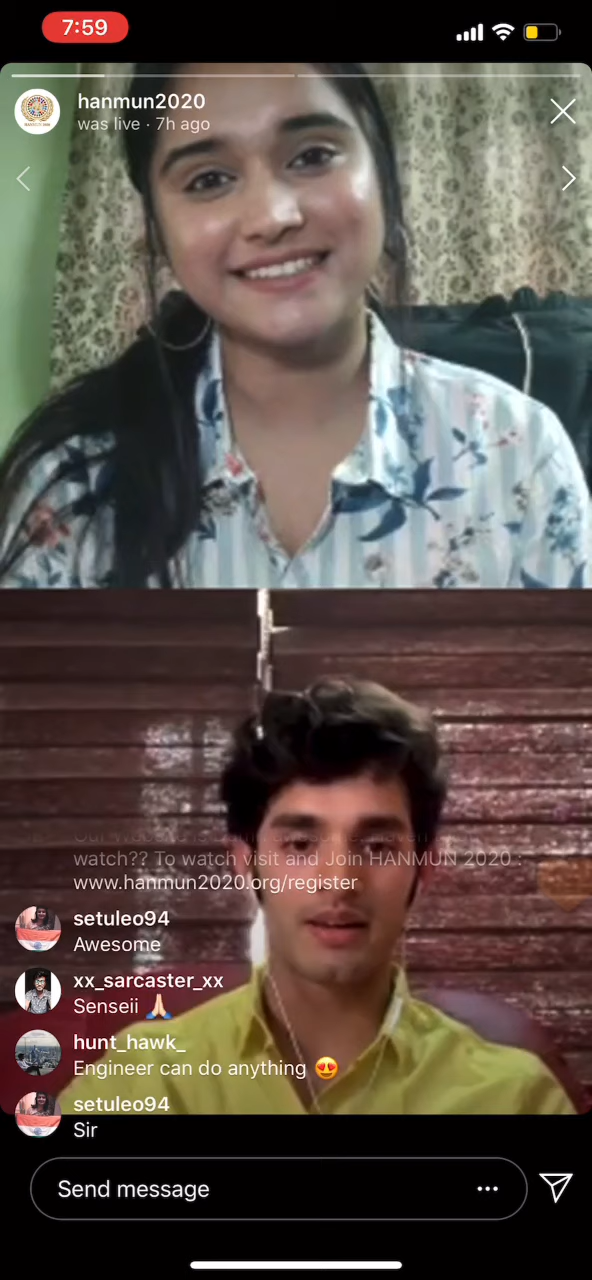 7:59
hanmun2020
was live · 7h ago
watch?? To watch visit and Join HANMUN 2020 :
www.hanmun2020.org/register
setuleo94
Awesome
xx_sarcaster_xx
Senseii 🙏🏻
hunt_hawk_
Engineer can do anything 😍
setuleo94
Sir
Send message